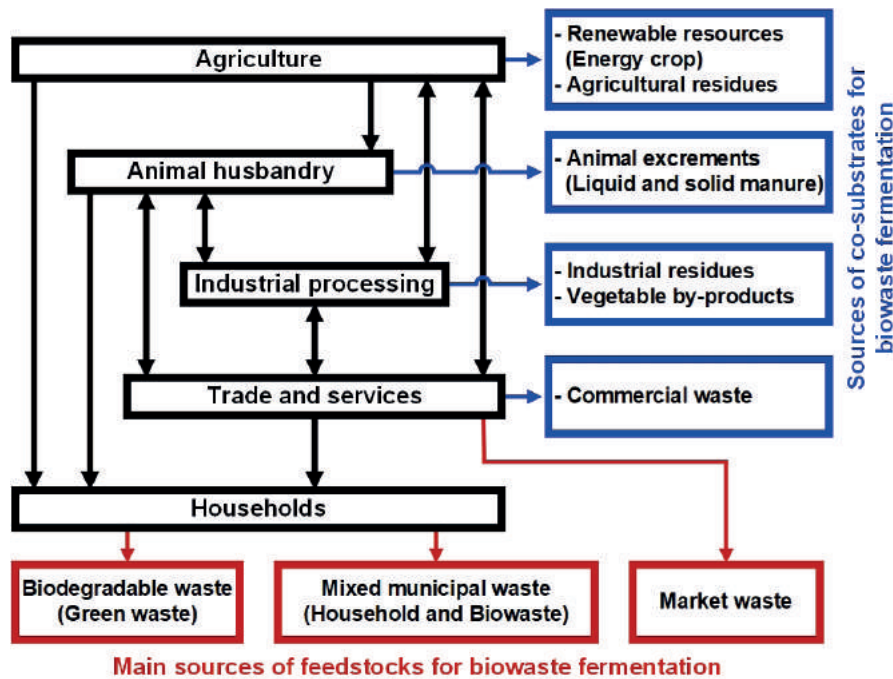 Agriculture
- Renewable resources
(Energy crop)
- Agricultural residues
Animal husbandry
- Animal excrements
(Liquid and solid manure)
Industrial processing
- Industrial residues
- Vegetable by-products
Trade and services
- Commercial waste
Sources of co-substrates for
biowaste fermentation
Households
Biodegradable waste
(Green waste)
Mixed municipal waste
(Household and Biowaste)
Market waste
Main sources of feedstocks for biowaste fermentation